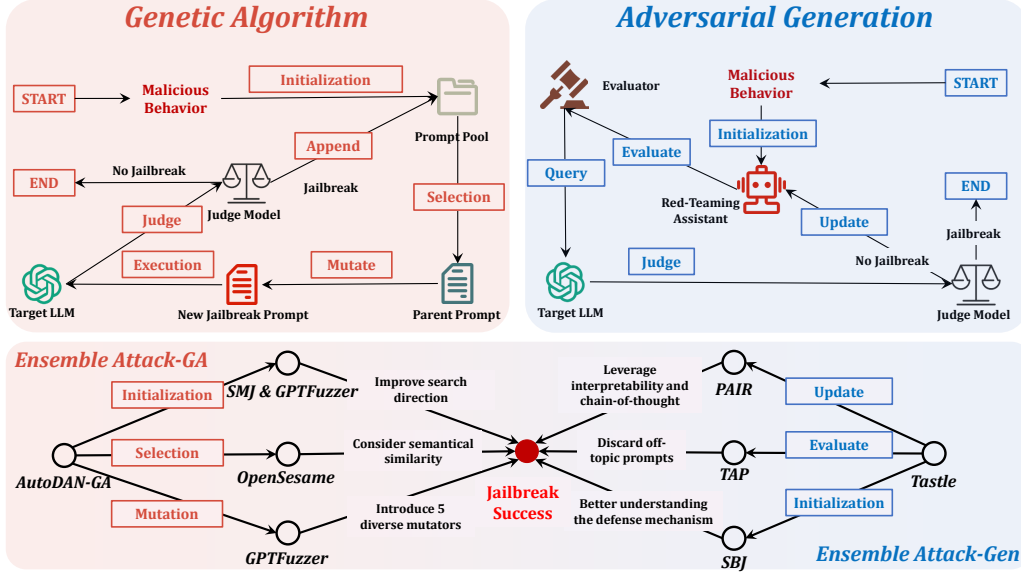 Genetic Algorithm
START
Malicious
Behavior
Initialization
Prompt Pool
Append
Jailbreak
No Jailbreak
END
Judge Model
Judge
Selection
Execution
Mutate
Target LLM
New Jailbreak Prompt
Parent Prompt
Adversarial Generation
Evaluator
Malicious
Behavior
START
Initialization
Evaluate
Query
Red-Teaming
Assistant
END
Update
Jailbreak
No Jailbreak
Judge
Target LLM
Judge Model
Ensemble Attack-GA
Initialization
SMJ & GPTFuzzer
Improve search
direction
Selection
AutoDAN-GA
OpenSesame
Consider semantical
similarity
Mutation
GPTFuzzer
Introduce 5
diverse mutators
Jailbreak
Success
Leverage
interpretability and
chain-of-thought
PAIR
Update
Discard off-
topic prompts
TAP
Evaluate
Tastle
Better understanding
the defense mechanism
SBJ
Initialization
Ensemble Attack-Gen